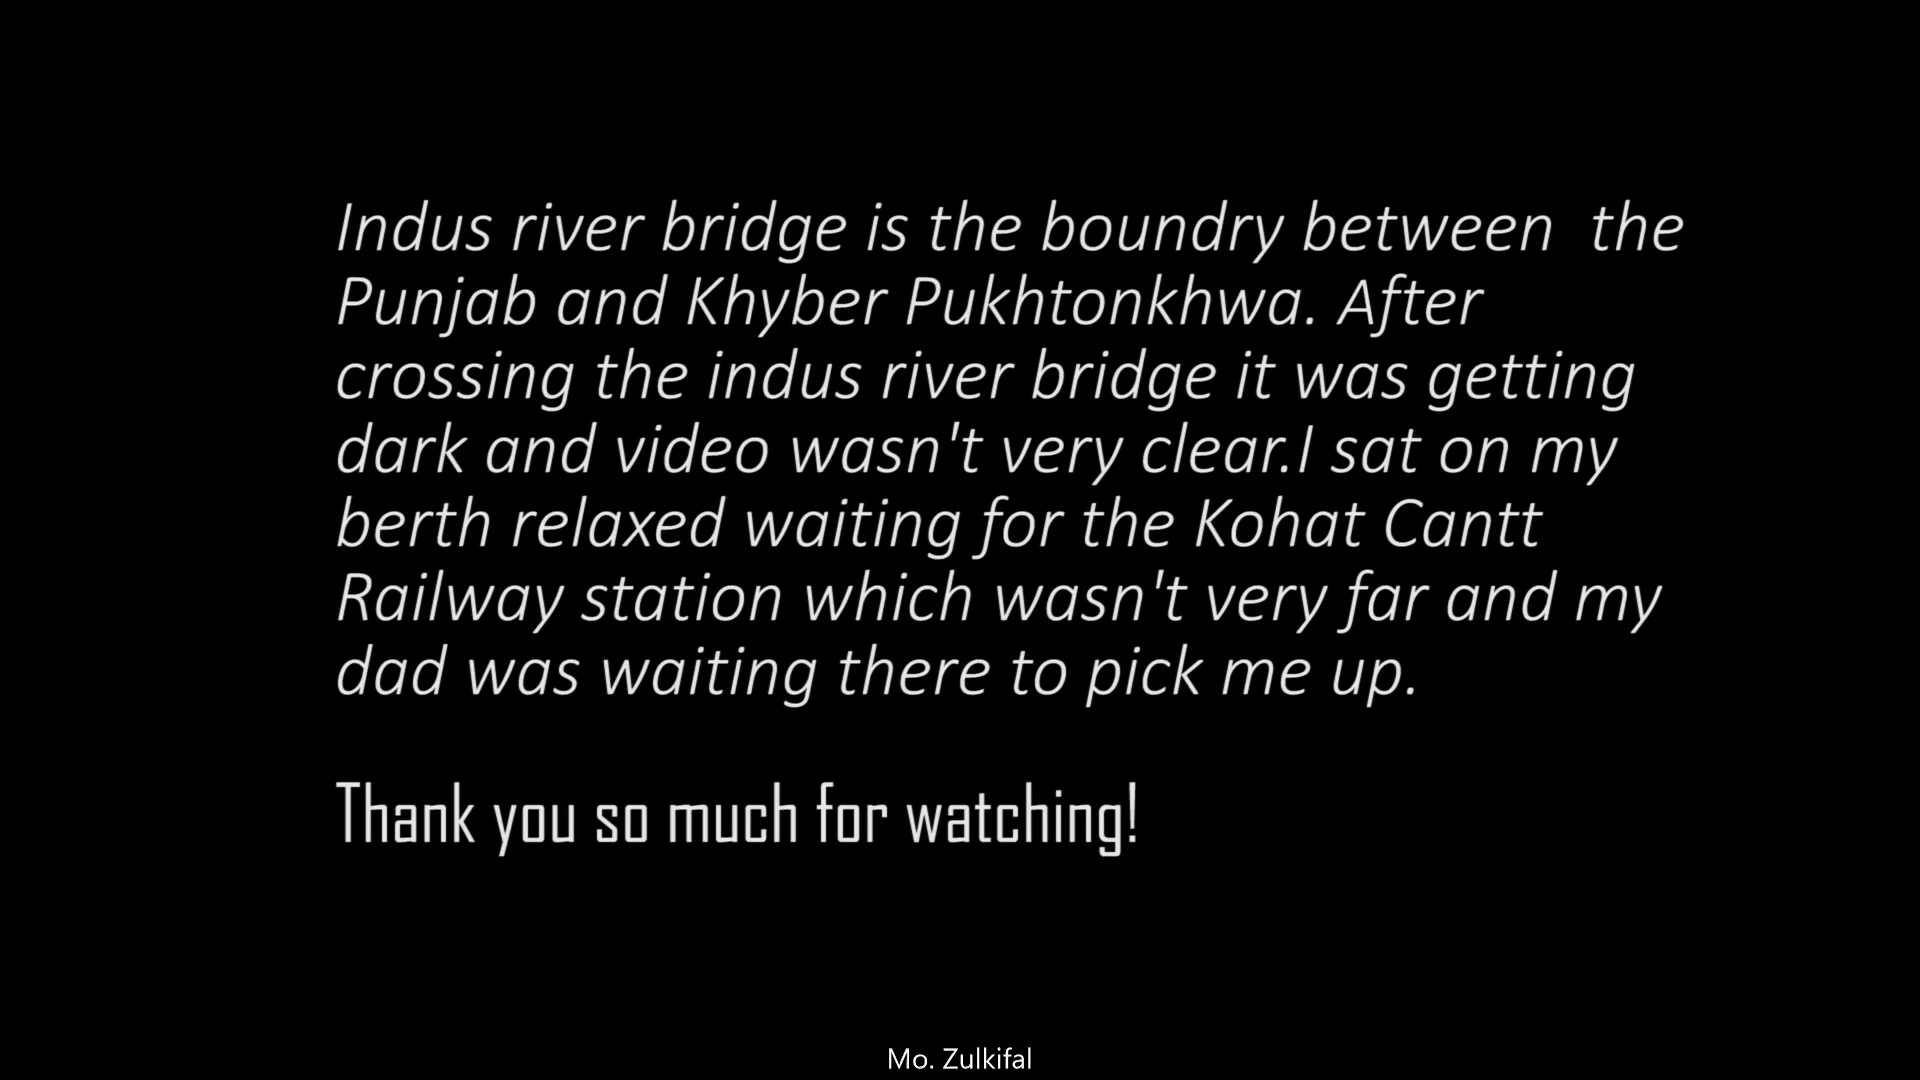 Indus river bridge is the boundry between  the
Punjab and Khyber Pukhtonkhwa. After
crossing the indus river bridge it was getting
dark and video wasn't very clear.I sat on my
berth relaxed waiting for the Kohat Cantt
Railway station which wasn't very far and my
dad was waiting there to pick me up.
Thank you so much for watching!
Mo. Zulkifal